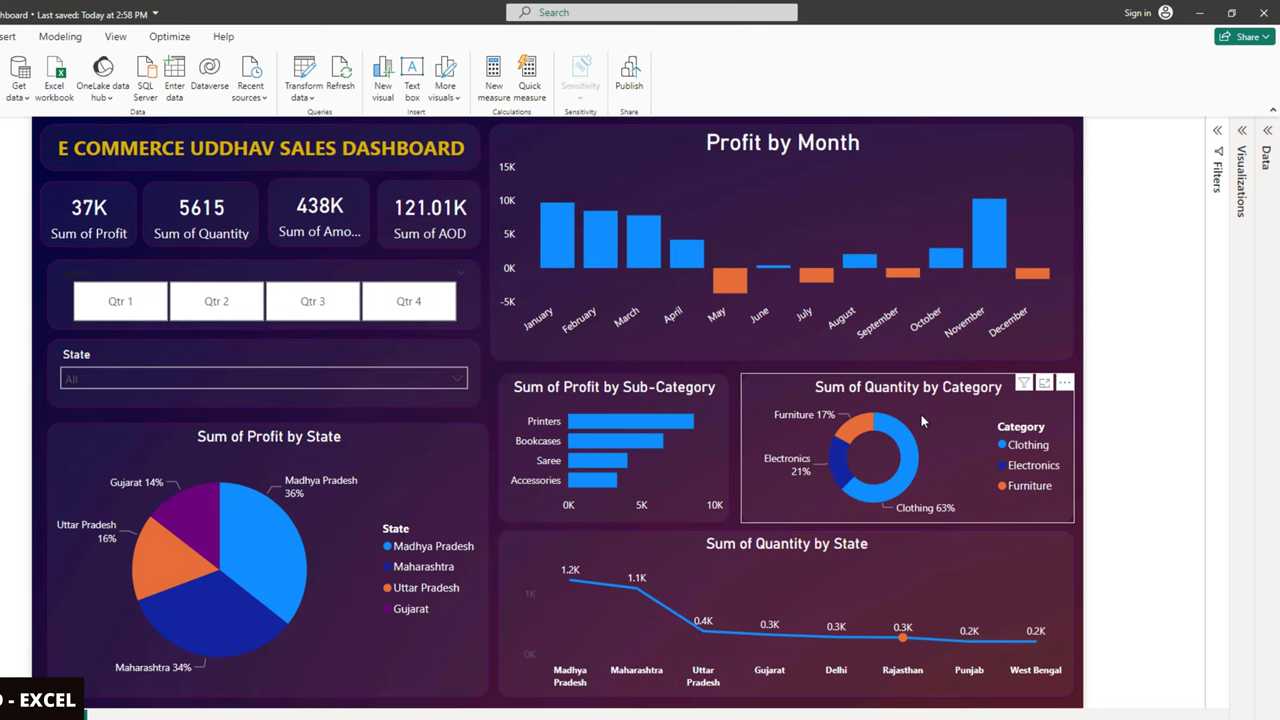 hboard • Last saved: Today at 2:58 PM
Search
Sign in
sert Modeling View Optimize Help
Share
Get data
Excel workbook
OneLake data hub
SQL Server
Enter data
Dataverse
Recent sources
Transform data
Refresh
New visual
Text box
More visuals
New measure
Quick measure
Sensitivity
Publish
Data
Queries
Insert
Calculations
Sensitivity
Share
E COMMERCE UDDHAV SALES DASHBOARD
37K
Sum of Profit
5615
Sum of Quantity
438K
Sum of Amo...
121.01K
Sum of AOD
Qtr 1
Qtr 2
Qtr 3
Qtr 4
State
All
Sum of Profit by State
Gujarat 14%
Madhya Pradesh
36%
Uttar Pradesh
16%
Maharashtra 34%
State
Madhya Pradesh
Maharashtra
Uttar Pradesh
Gujarat
Profit by Month
15K
10K
5K
0K
-5K
January
February
March
April
May
June
July
August
September
October
November
December
Sum of Profit by Sub-Category
Printers
Bookcases
Saree
Accessories
0K
5K
10K
Sum of Quantity by Category
Furniture 17%
Electronics
21%
Clothing 63%
Category
Clothing
Electronics
Furniture
Sum of Quantity by State
1K
0K
1.2K
1.1K
0.4K
0.3K
0.3K
0.3K
0.2K
0.2K
Madhya
Pradesh
Maharashtra
Uttar
Pradesh
Gujarat
Delhi
Rajasthan
Punjab
West Bengal
Filters
Visualizations
Data
- EXCEL